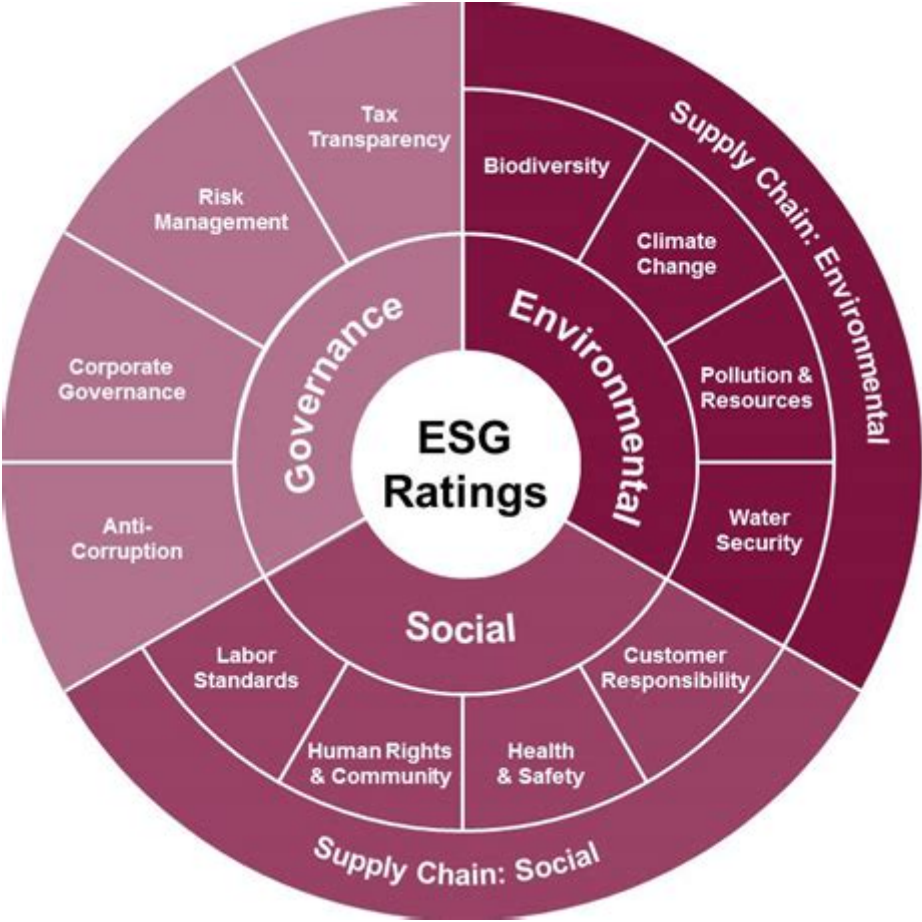 Tax
Transparency
Supply Chain: Environmental
Biodiversity
Risk
Management
Climate
Change
Governance
Environmental
Corporate
Governance
Pollution &
Resources
ESG
Ratings
Anti-
Corruption
Water
Security
Social
Labor
Standards
Customer
Responsibility
Human Rights
& Community
Health
& Safety
Supply Chain: Social